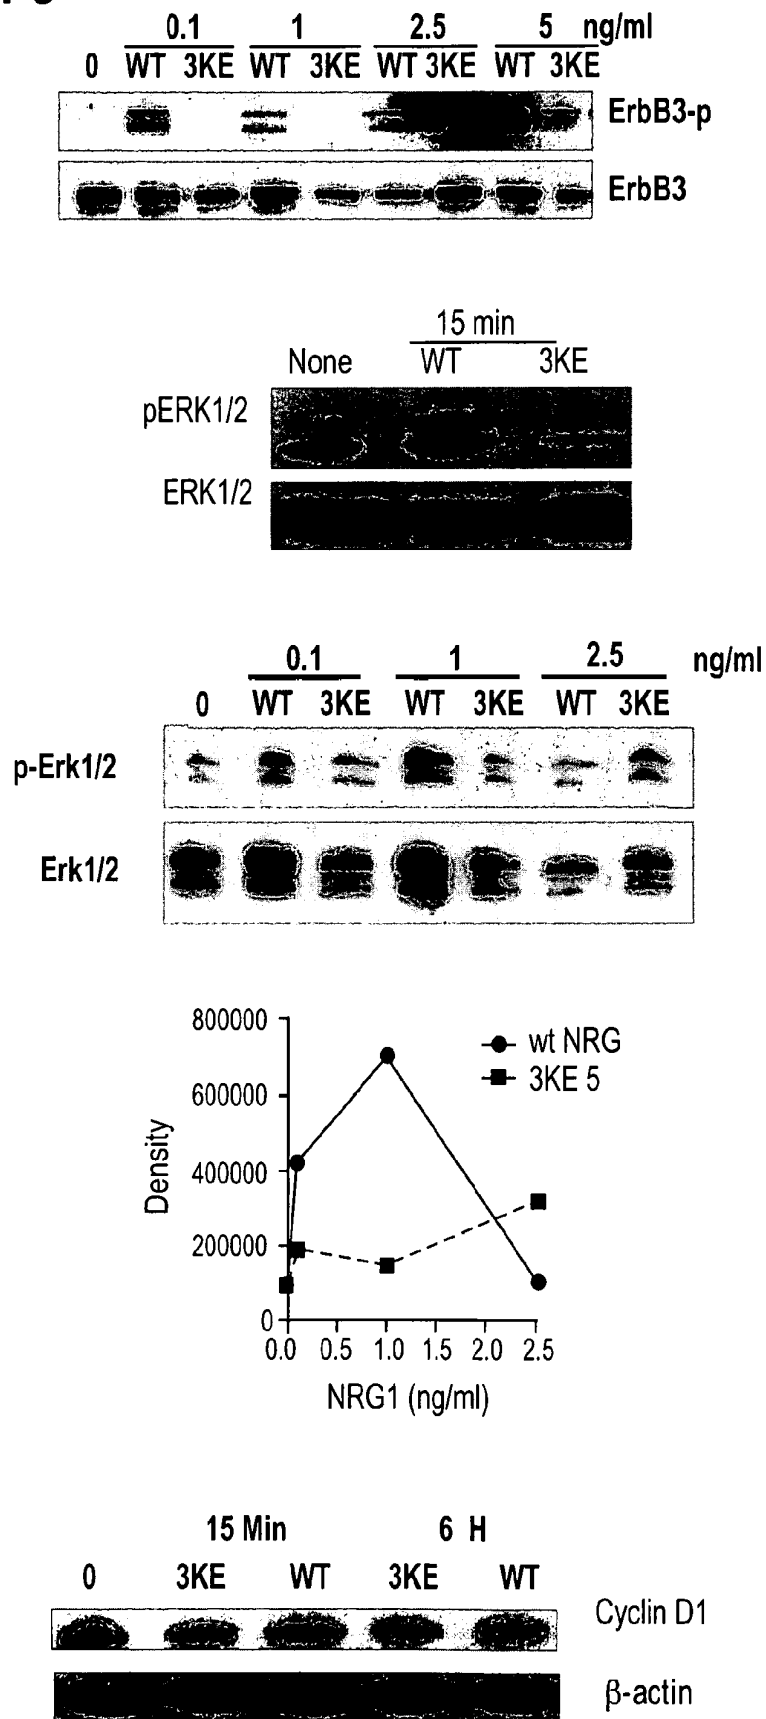 0.1 1 2.5 5 ng/ml
0 WT 3KE WT 3KE WT 3KE WT 3KE
ErbB3-p
ErbB3
15 min
None WT 3KE
pERK1/2
ERK1/2
0.1 1 2.5 ng/ml
0 WT 3KE WT 3KE WT 3KE
p-Erk1/2
Erk1/2
800000
600000
400000
200000
0
Density
wt NRG
3KE 5
0.0 0.5 1.0 1.5 2.0 2.5
NRG1 (ng/ml)
15 Min 6 H
0 3KE WT 3KE WT
Cyclin D1
β-actin